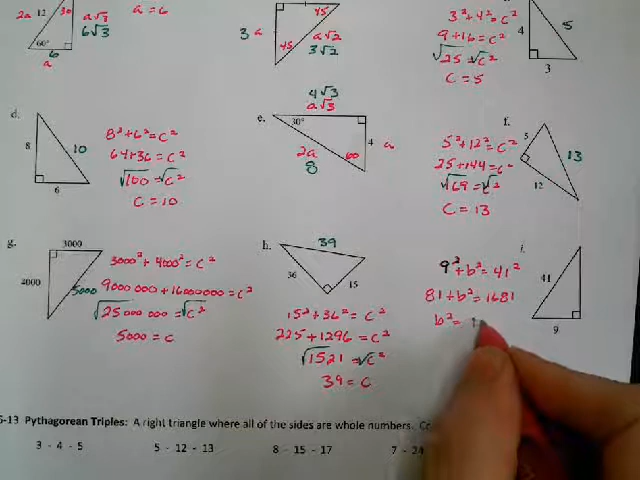 2a 12 30 a√3 6√3 a = 6
60° 6
a
3 a 45 a√2 3√2
45
3² + 4² = c²
9 + 16 = c²
√25 = √c²
c = 5
4 5
3
d.
8 10
6
8² + 6² = c²
64 + 36 = c²
√100 = √c²
c = 10
e.
4√3
a√3
30° 4 a
2a 60
8
f.
5² + 12² = c²
25 + 144 = c²
√169 = √c²
c = 13
5 13
12
g.
3000
4000 5000
3000² + 4000² = c²
9000000 + 16000000 = c²
√25000000 = √c²
5000 = c
h.
39
36 15
15² + 36² = c²
225 + 1296 = c²
√1521 = √c²
39 = c
i.
9² + b² = 41²
81 + b² = 1681
b² =
41
9
5-13 Pythagorean Triples: A right triangle where all of the sides are whole numbers.
3 - 4 - 5 5 - 12 - 13 8 - 15 - 17 7 - 24